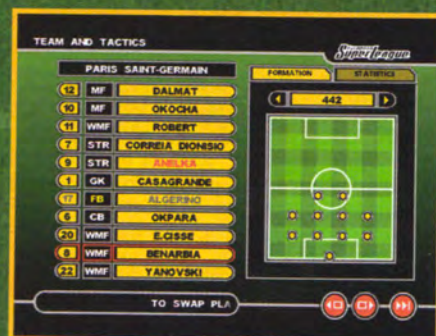 TEAM AND TACTICS
SuperLeague
PARIS SAINT-GERMAIN
FORMATION
STATISTICS
442
12 MF DALMAT
10 MF OKOCHA
11 WMF ROBERT
7 STR CORREIA DIONISIO
9 STR ANELKA
1 GK CASAGRANDE
17 FB ALGERINO
6 CB OKPARA
20 WMF E.CISSE
8 WMF BENARBIA
22 WMF YANOVSKI
TO SWAP PLA